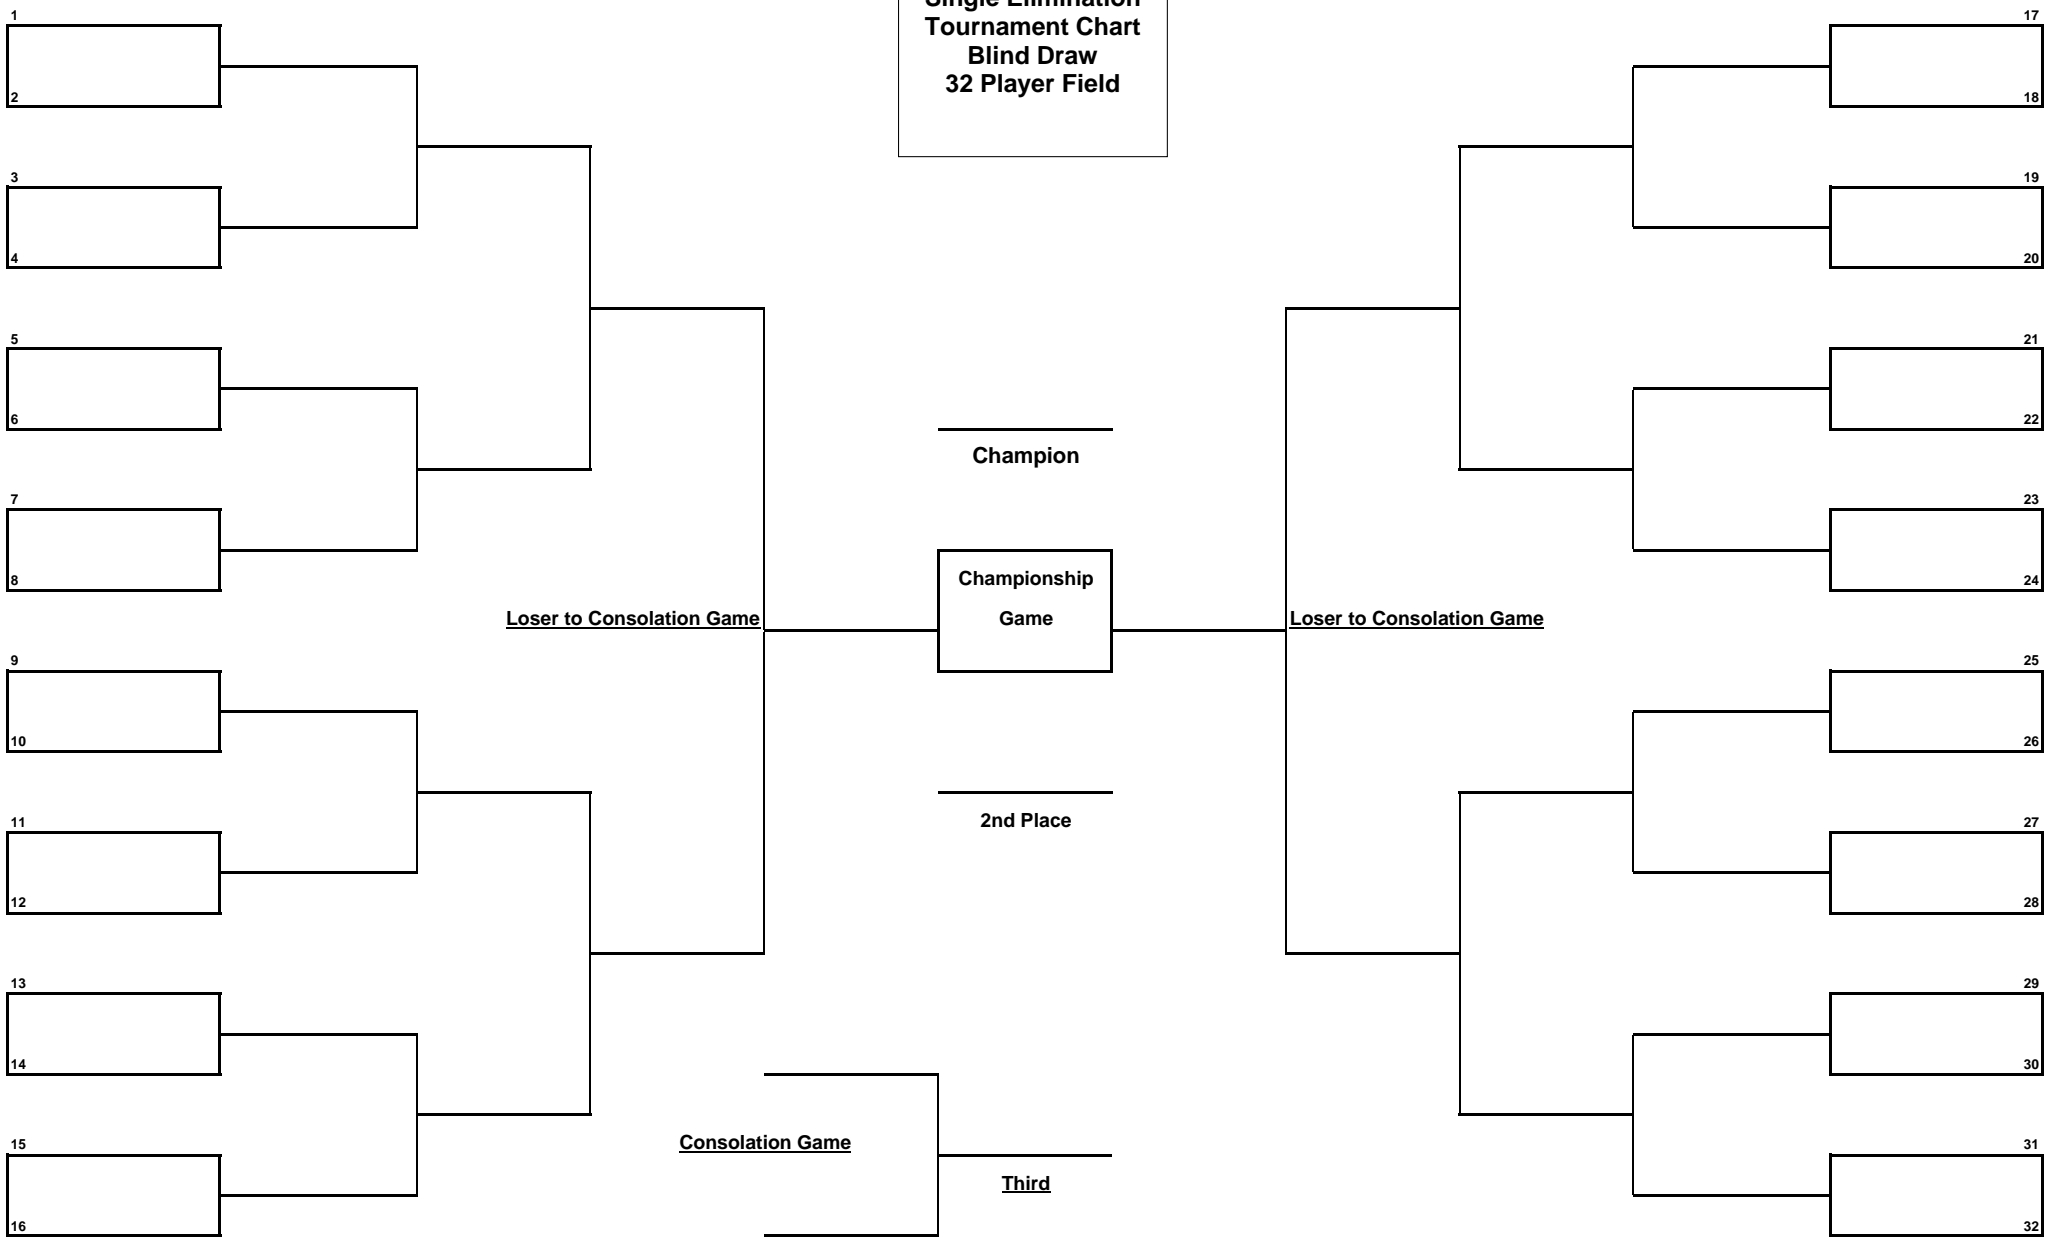 Single Elimination
Tournament Chart
Blind Draw
32 Player Field
1
2
3
4
5
6
7
8
9
10
11
12
13
14
15
16
Loser to Consolation Game
Champion
Championship
Game
2nd Place
Consolation Game
Third
Loser to Consolation Game
17
18
19
20
21
22
23
24
25
26
27
28
29
30
31
32